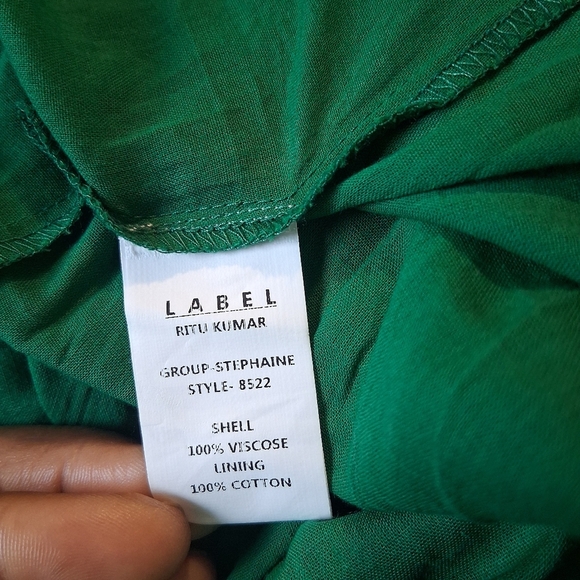 LABEL
RITU KUMAR
GROUP-STEPHAINE
STYLE- 8522
SHELL
100% VISCOSE
LINING
100% COTTON